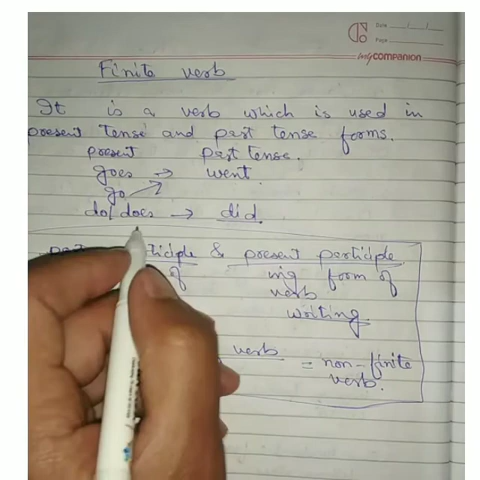 Date
Page
my companion
Finite verb
It is a verb which is used in
present tense and past tense forms.
present past tense.
goes → went
go
do/does → did.
participle & present participle
of ing form of
verb
writing
verb = non-finite
verb.